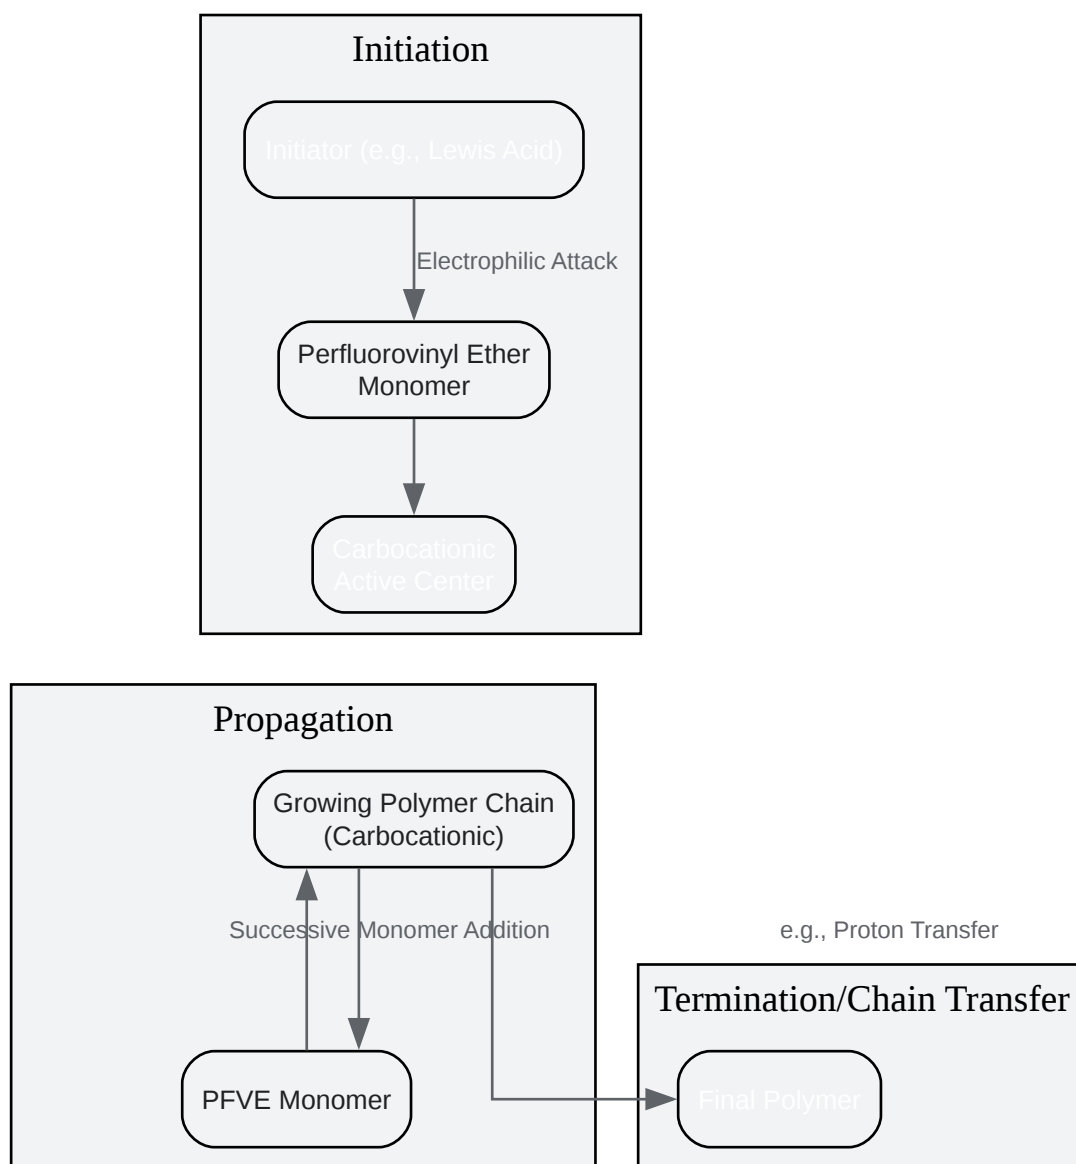 Initiation
Initiator (e.g., Lewis Acid)
Electrophilic Attack
Perfluorovinyl Ether
Monomer
Carbocationic
Active Center
Propagation
Growing Polymer Chain
(Carbocationic)
Successive Monomer Addition
e.g., Proton Transfer
Termination/Chain Transfer
PFVE Monomer
Final Polymer